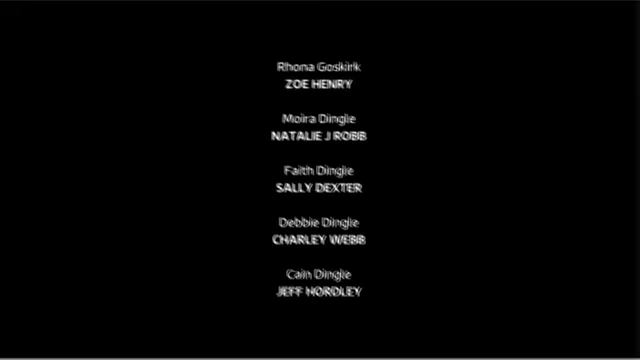 Rhona Goskirk
ZOE HENRY
Moira Dingle
NATALIE J ROBB
Faith Dingle
SALLY DEXTER
Debbie Dingle
CHARLEY WEBB
Cain Dingle
JEFF HORDLEY